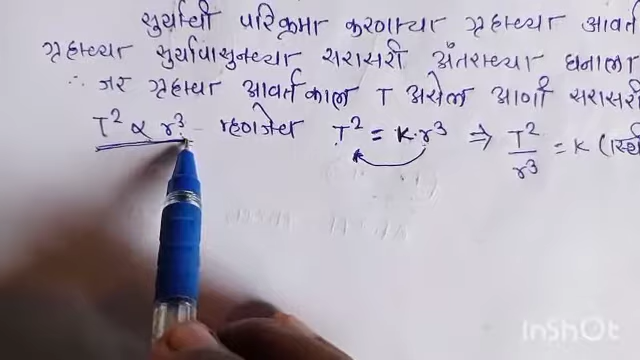 सुर्याची परिक्रमा करणाऱ्या ग्रहाच्या आवर्त
ग्रहाच्या सुर्यापासुनच्या सरासरी अंतराच्या घनाला
∴ जर ग्रहाचा आवर्तकाल T असेल आणी सरासरी
T² ∝ r³ म्हणजेच T² = K·r³ ⇒ T²/r³ = K (स्थि
InShOt